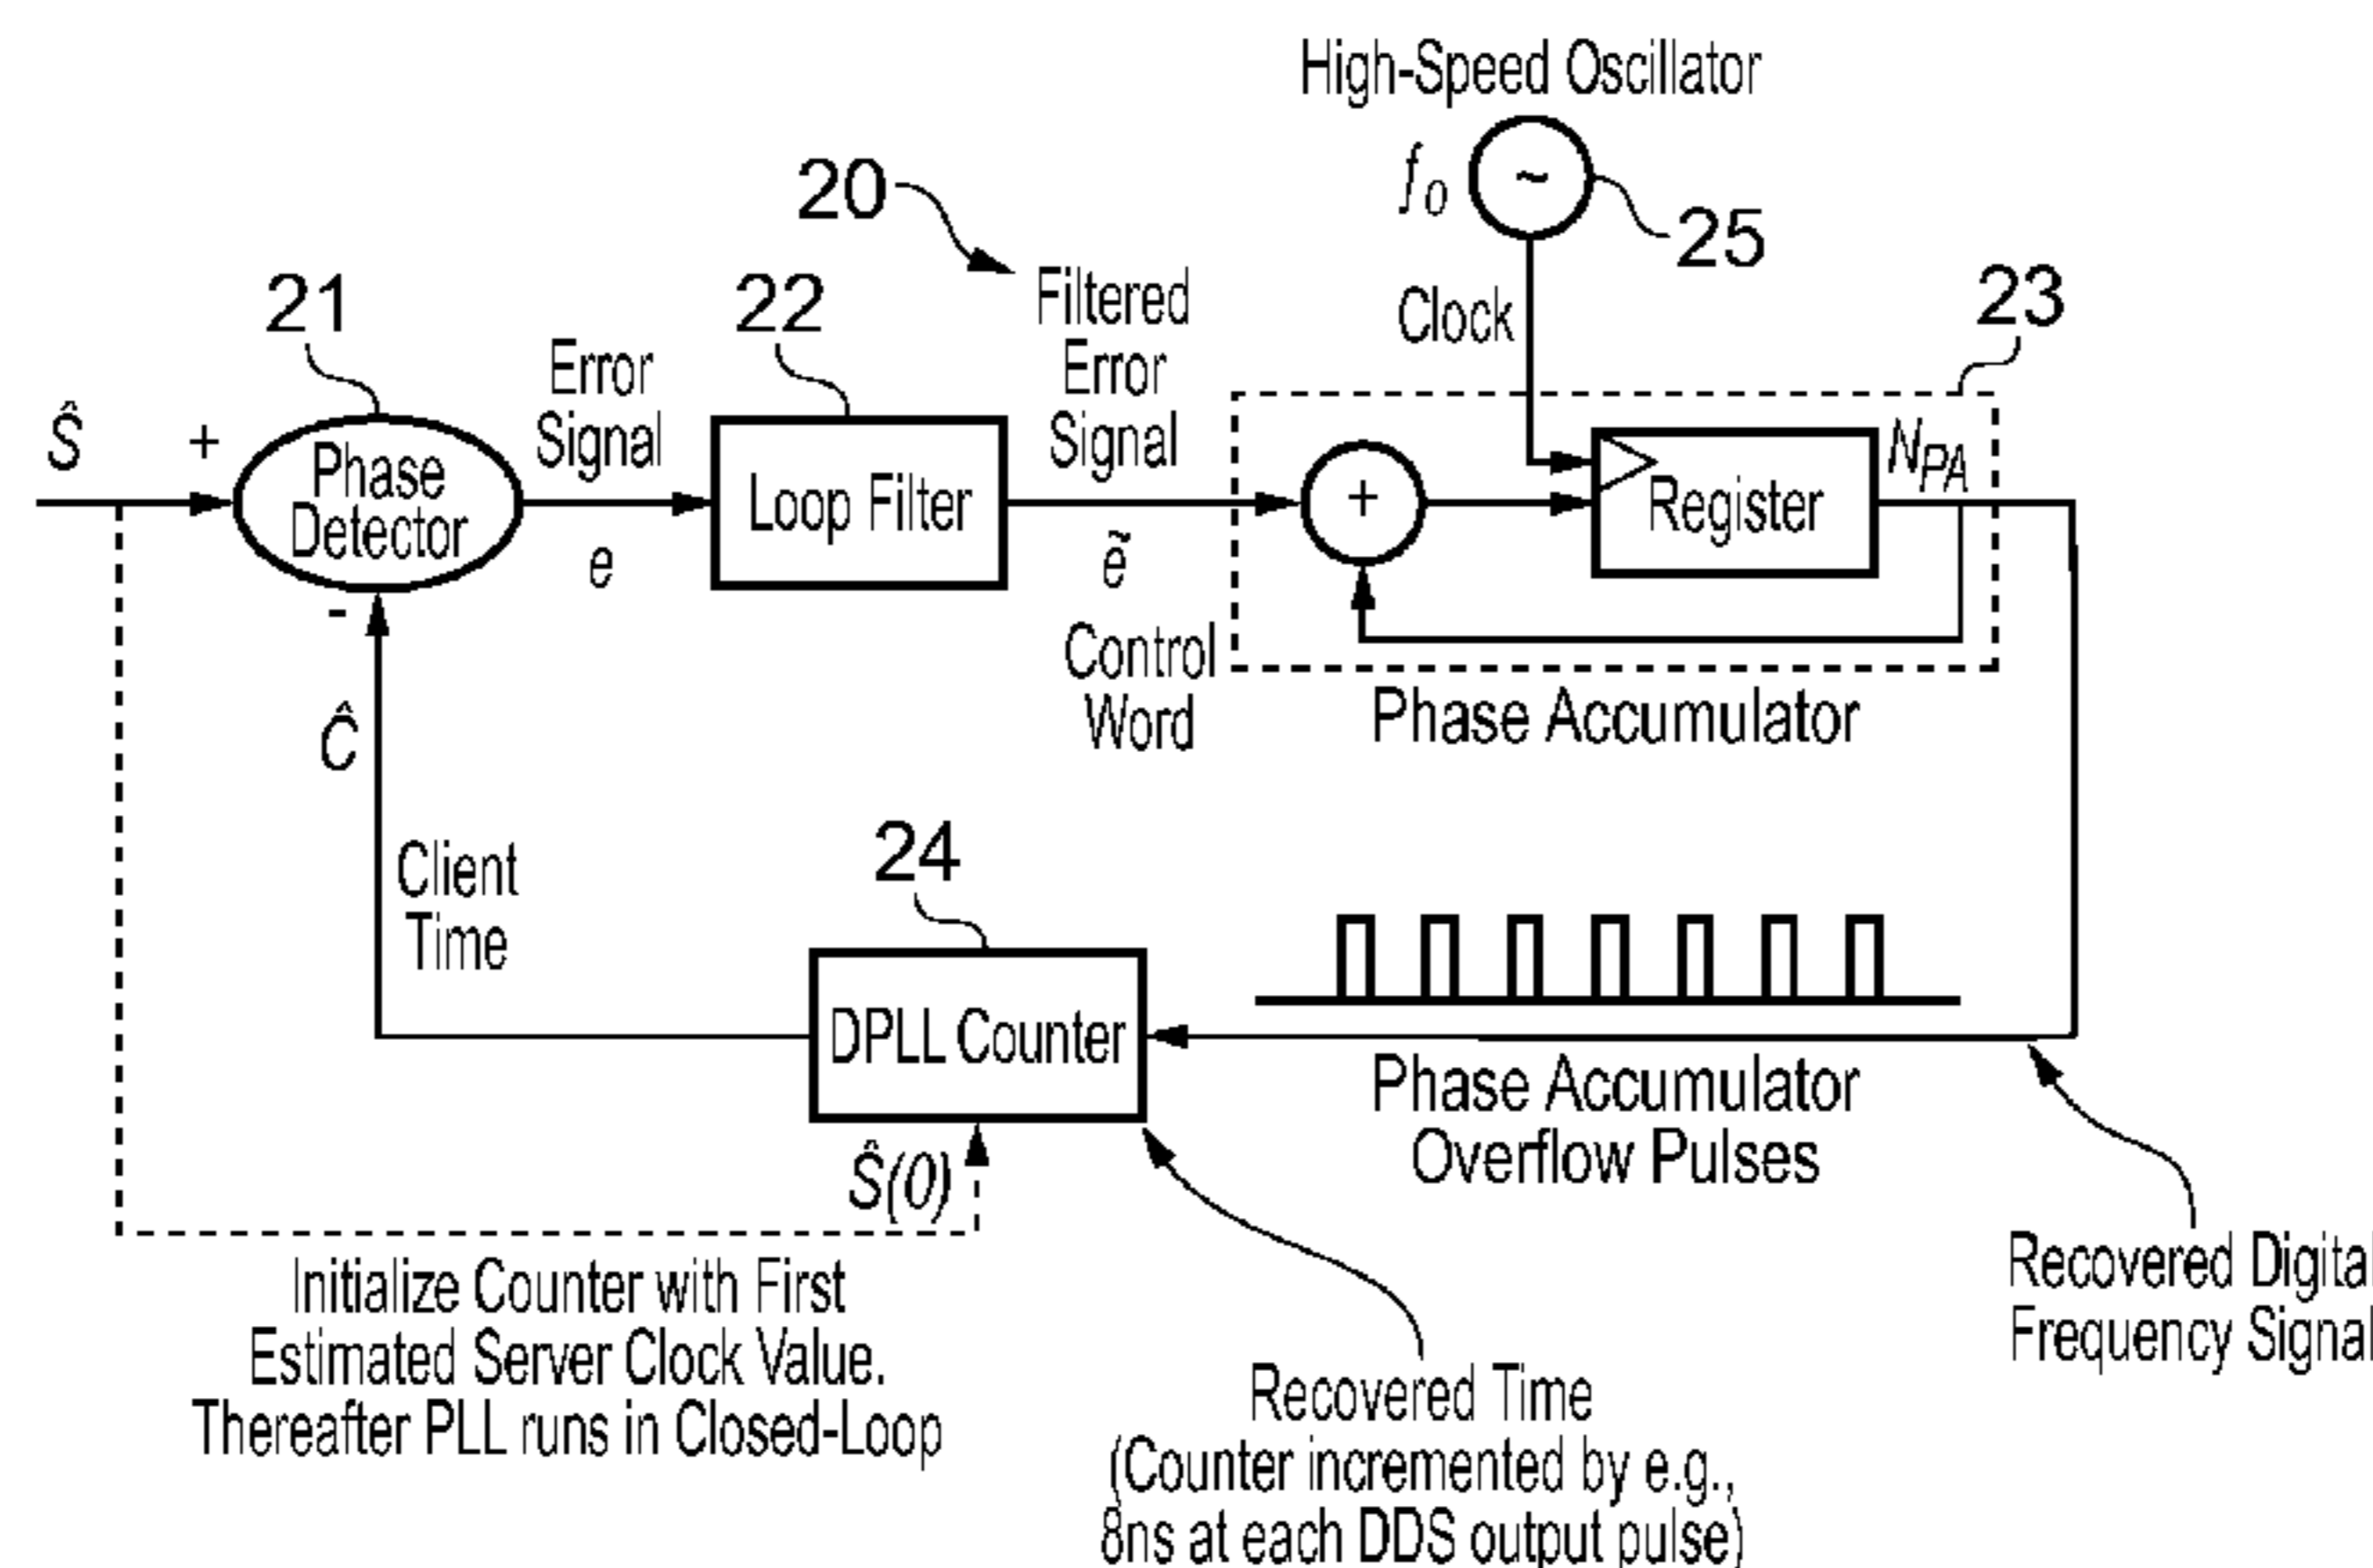 High-Speed Oscillator
fO
~
25
20
Clock
21
22
23
Filtered
Error
Signal
Error
Signal
Ŝ
+
Phase
Detector
e
Loop Filter
ẽ
+
Register
NPA
-
Control
Word
Phase Accumulator
Ĉ
Client
Time
24
DPLL Counter
Phase Accumulator
Overflow Pulses
Ŝ(0)
Initialize Counter with First
Estimated Server Clock Value.
Thereafter PLL runs in Closed-Loop
Recovered Digital
Frequency Signal
Recovered Time
(Counter incremented by e.g.,
8ns at each DDS output pulse)